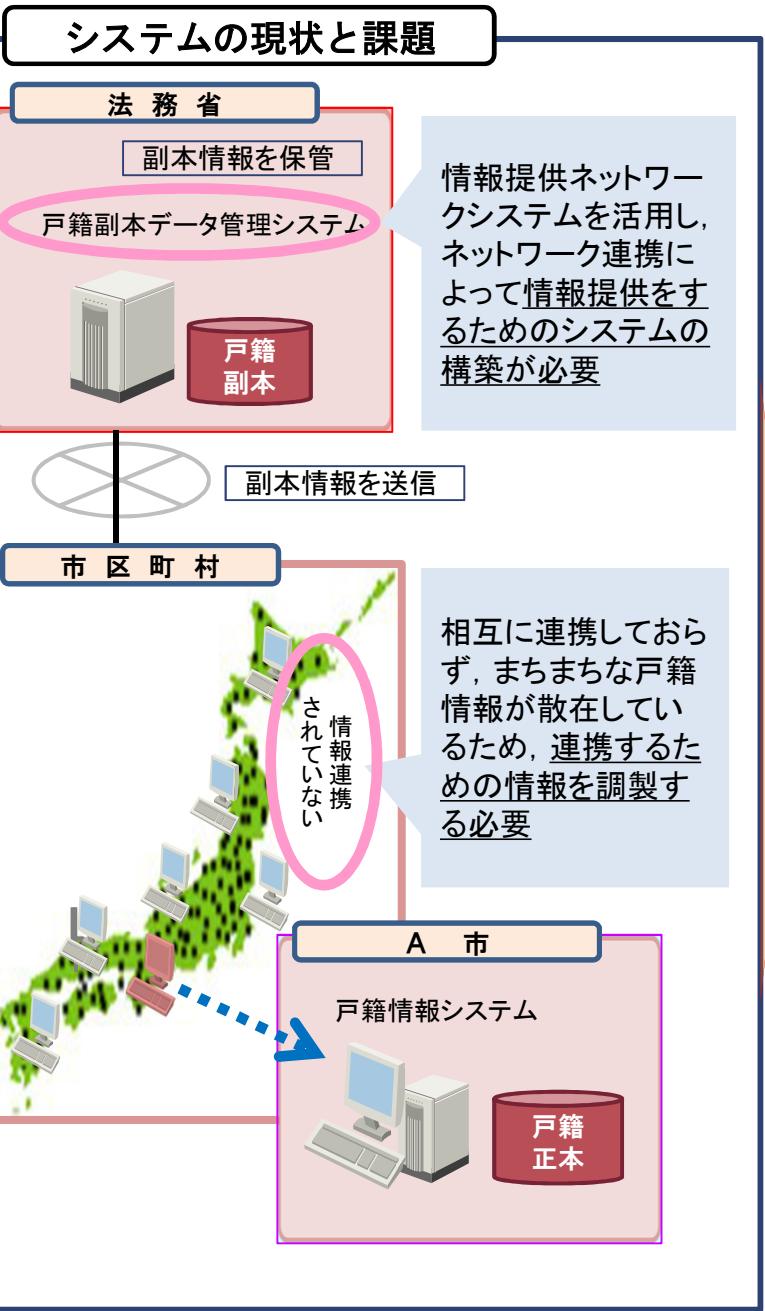 システムの現状と課題
法務省
副本情報を保管
戸籍副本データ管理システム
戸籍
副本
情報提供ネットワー
クシステムを活用し，
ネットワーク連携に
よって情報提供をす
るためのシステムの
構築が必要
副本情報を送信
市区町村
情報連携
されていない
相互に連携しておら
ず，まちまちな戸籍
情報が散在してい
るため，連携するた
めの情報を調製す
る必要
A 市
戸籍情報システム
戸籍
正本